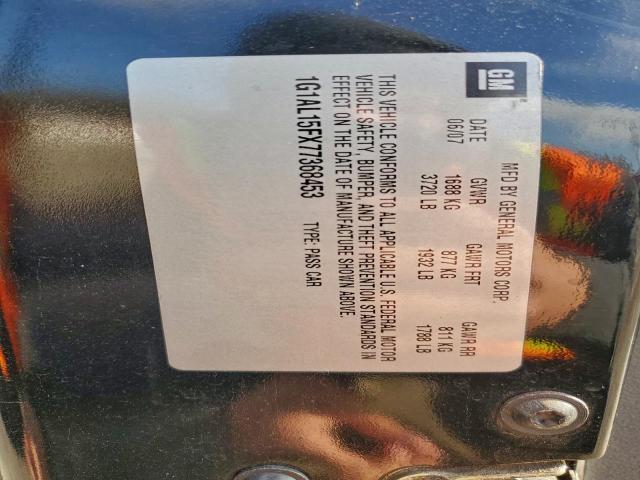 GM
MFD BY GENERAL MOTORS CORP.
DATE GVWR GAWR FRT GAWR RR
06/07 1688 KG 877 KG 811 KG
3720 LB 1932 LB 1788 LB
THIS VEHICLE CONFORMS TO ALL APPLICABLE U.S. FEDERAL MOTOR
VEHICLE SAFETY, BUMPER, AND THEFT PREVENTION STANDARDS IN
EFFECT ON THE DATE OF MANUFACTURE SHOWN ABOVE.
1G1AL15FX77368453 TYPE: PASS CAR